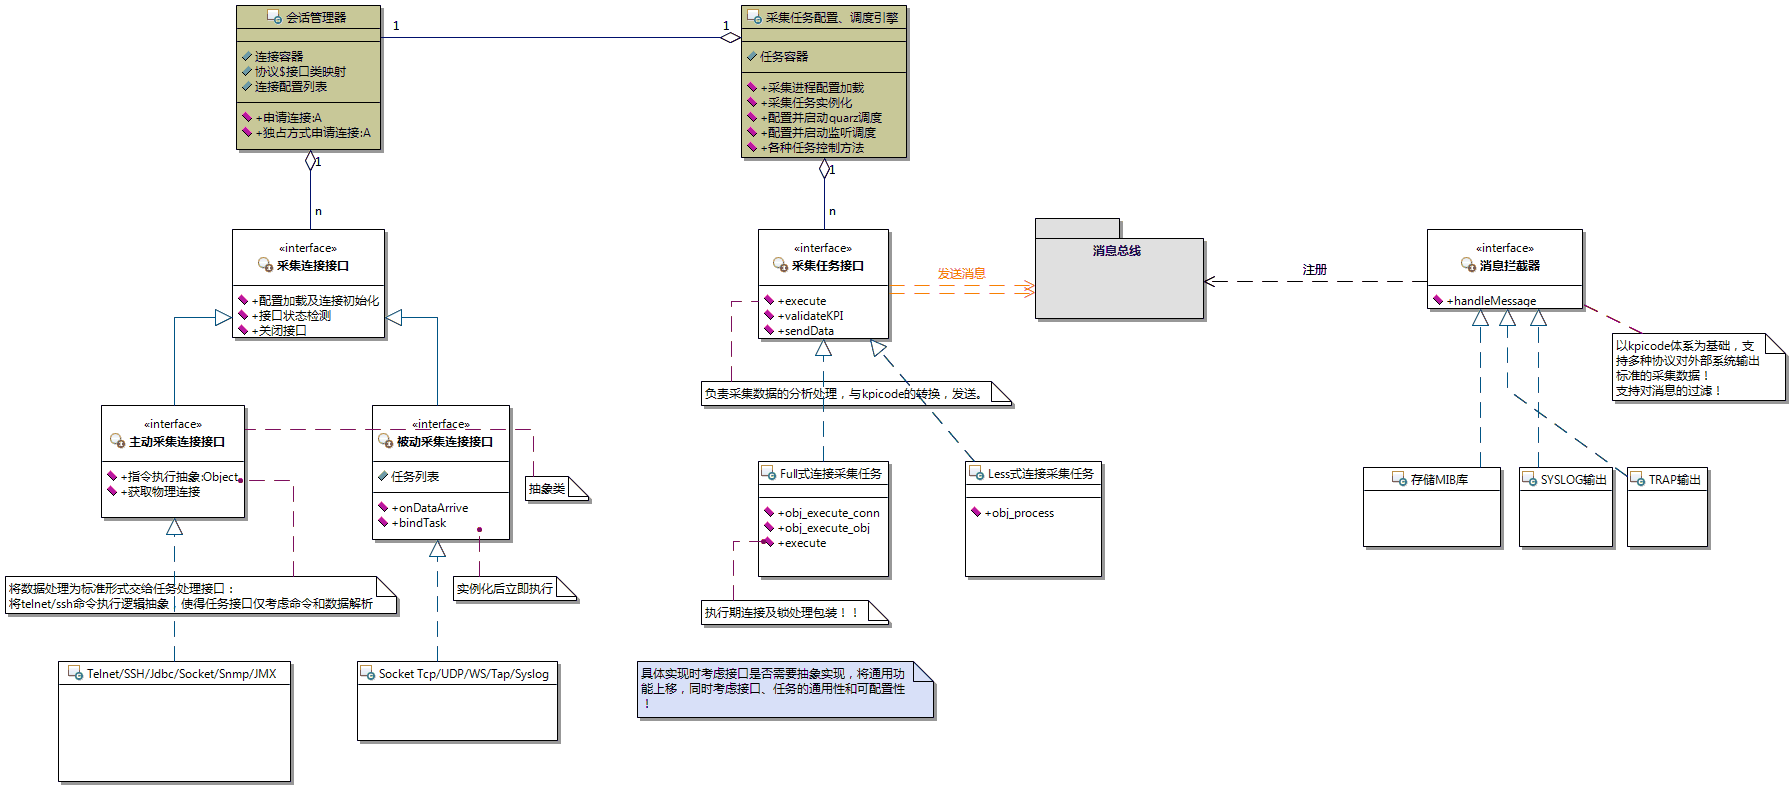 会话管理器
连接容器
协议$接口类映射
连接配置列表
+申请连接:A
+独占方式申请连接:A
1
1
采集任务配置、调度引擎
任务容器
+采集进程配置加载
+采集任务实例化
+配置并启动quarz调度
+配置并启动监听调度
+各种任务控制方法
1
n
1
n
«interface»
采集连接接口
+配置加载及连接初始化
+接口状态检测
+关闭接口
«interface»
采集任务接口
+execute
+validateKPI
+sendData
发送消息
消息总线
注册
«interface»
消息拦截器
+handleMessage
以kpicode体系为基础，支
持多种协议对外部系统输出
标准的采集数据！
支持对消息的过滤！
负责采集数据的分析处理，与kpicode的转换，发送。
«interface»
主动采集连接接口
+指令执行抽象:Object
+获取物理连接
«interface»
被动采集连接接口
任务列表
+onDataArrive
+bindTask
抽象类
Full式连接采集任务
+obj_execute_conn
+obj_execute_obj
+execute
Less式连接采集任务
+obj_process
存储MIB库
SYSLOG输出
TRAP输出
将数据处理为标准形式交给任务处理接口：
将telnet/ssh命令执行逻辑抽象，使得任务接口仅考虑命令和数据解析
实例化后立即执行
执行期连接及锁处理包装！！
Telnet/SSH/Jdbc/Socket/Snmp/JMX
Socket Tcp/UDP/WS/Tap/Syslog
具体实现时考虑接口是否需要抽象实现，将通用功
能上移，同时考虑接口、任务的通用性和可配置性
！